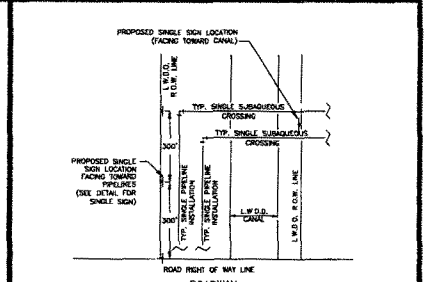 PROPOSED SINGLE SIGN LOCATION
(FACING TOWARD CANAL)
L.W.D.D.
R.O.W. LINE
TYP. SINGLE SUBAQUEOUS
CROSSING
TYP. SINGLE SUBAQUEOUS
CROSSING
PROPOSED SINGLE
SIGN LOCATION
FACING TOWARD
PIPELINES
(SEE DETAIL FOR
SINGLE SIGN)
300'
300'
TYP. SINGLE PIPELINE
INSTALLATION
TYP. SINGLE PIPELINE
INSTALLATION
L.W.D.D.
CANAL
L.W.D.D. R.O.W. LINE
ROAD RIGHT OF WAY LINE
ROADWAY